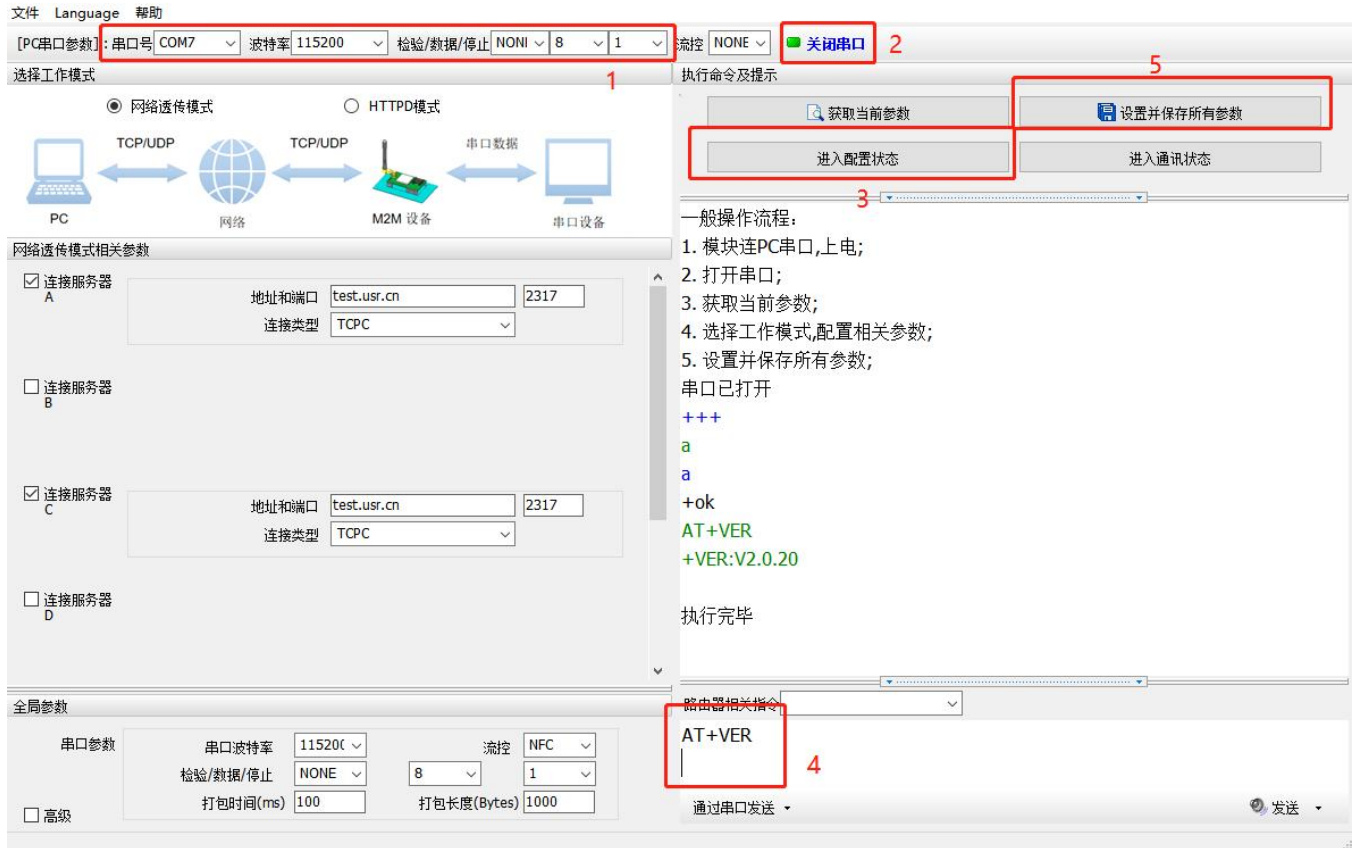 文件 Language 帮助
[PC串口参数]:串口号 COM7 波特率 115200 检验/数据/停止 NONI 8 1 流控 NONE 关闭串口 2
选择工作模式
1
网络透传模式 HTTPD模式
TCP/UDP TCP/UDP 串口数据
PC 网络 M2M 设备 串口设备
网络透传模式相关参数
连接服务器
A
地址和端口 test.usr.cn 2317
连接类型 TCPC
连接服务器
B
连接服务器
C
地址和端口 test.usr.cn 2317
连接类型 TCPC
连接服务器
D
全局参数
串口参数 串口波特率 11520( 流控 NFC
检验/数据/停止 NONE 8 1
打包时间(ms) 100 打包长度(Bytes) 1000
高级
执行命令及提示
5
获取当前参数 设置并保存所有参数
进入配置状态 进入通讯状态
3
一般操作流程:
1. 模块连PC串口,上电;
2. 打开串口;
3. 获取当前参数;
4. 选择工作模式,配置相关参数;
5. 设置并保存所有参数;
串口已打开
+++
a
a
+ok
AT+VER
+VER:V2.0.20
执行完毕
路由器相关指令
AT+VER
4
通过串口发送 发送